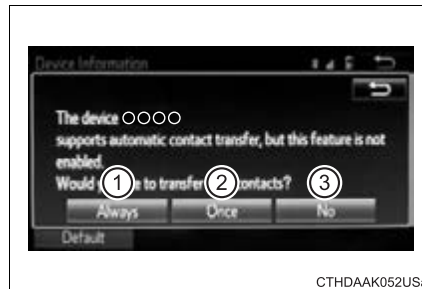 Device Information
The device ○○○○
supports automatic contact transfer, but this feature is not
enabled.
Would to transfer contacts?
1 2 3
Always Once No
Default
CTHDAAK052US